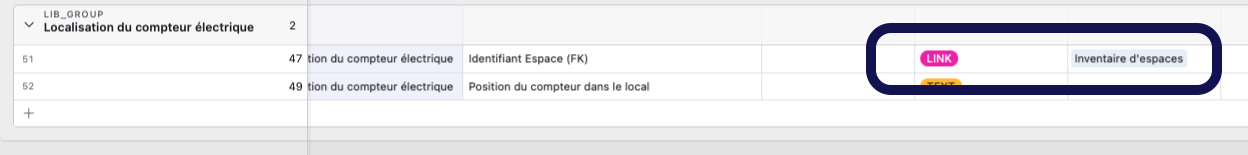 LIB_GROUP
Localisation du compteur électrique 2
51 47 tion du compteur électrique Identifiant Espace (FK) LINK Inventaire d'espaces
52 49 tion du compteur électrique Position du compteur dans le local TEXT